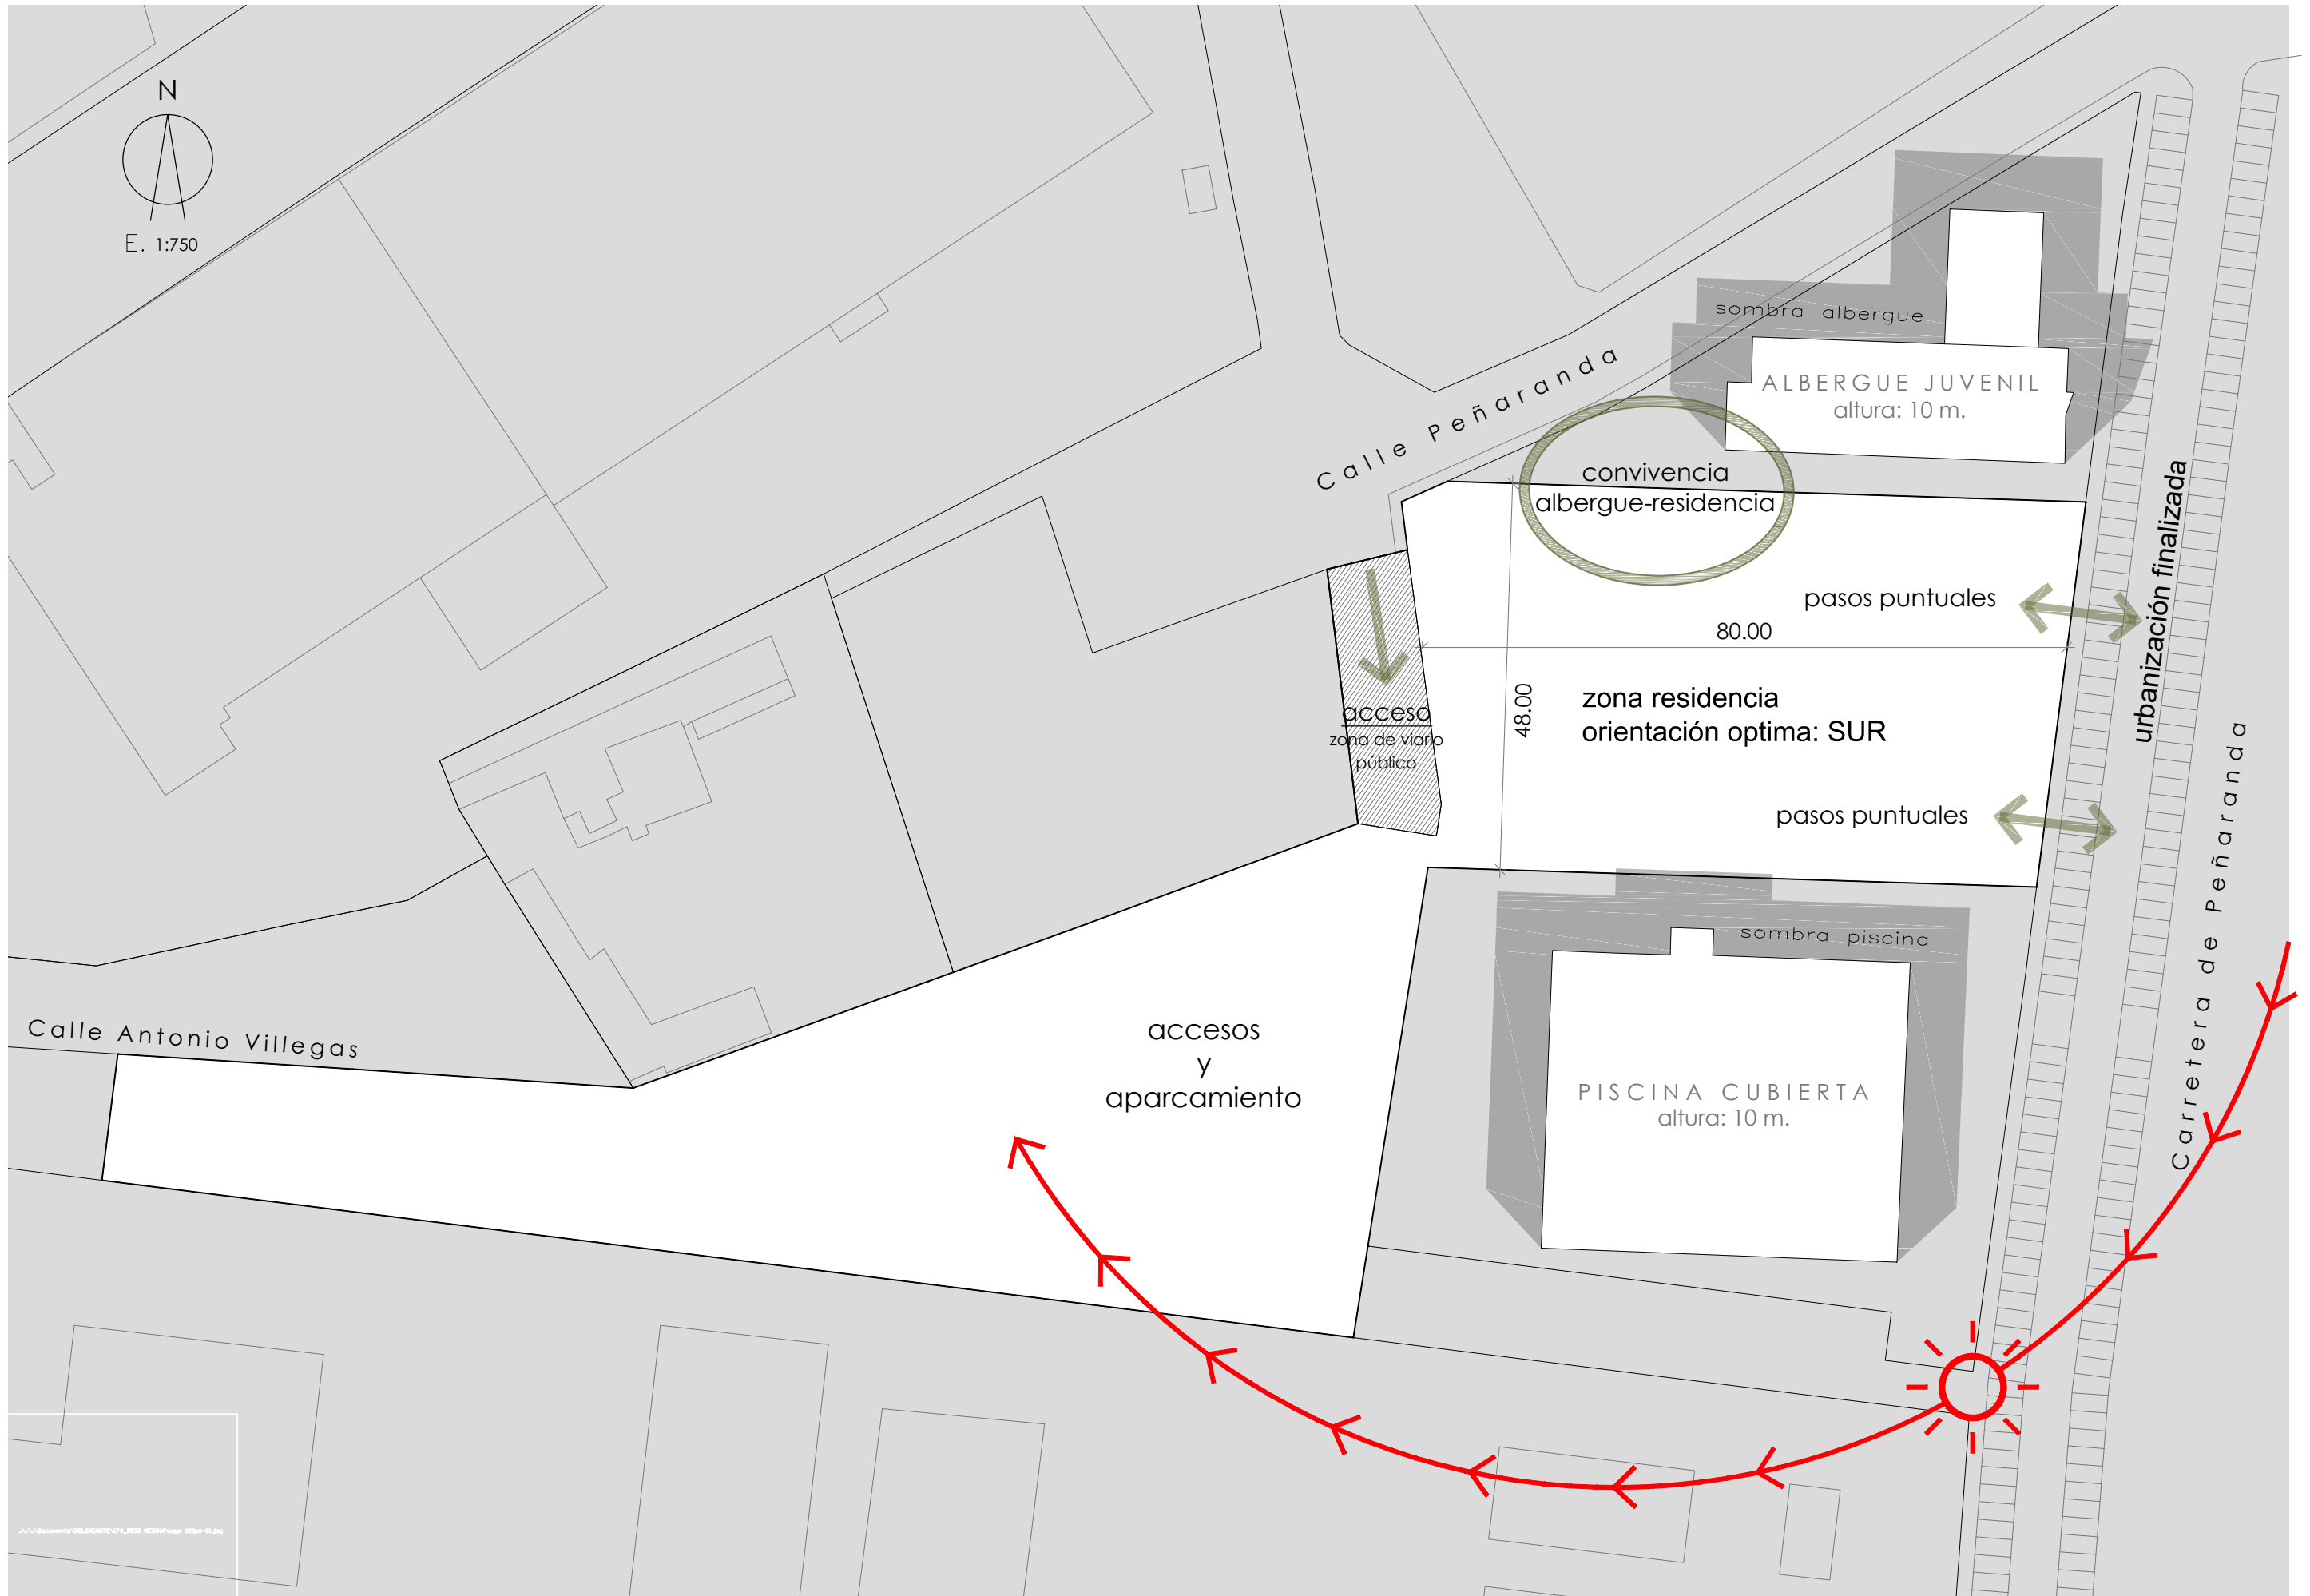 N
E. 1:750
Calle Peñaranda
sombra albergue
ALBERGUE JUVENIL
altura: 10 m.
convivencia
albergue-residencia
urbanización finalizada
pasos puntuales
80.00
48.00
zona residencia
orientación optima: SUR
acceso
zona de viario
público
pasos puntuales
Carretera de Peñaranda
sombra piscina
Calle Antonio Villegas
accesos
y
aparcamiento
PISCINA CUBIERTA
altura: 10 m.